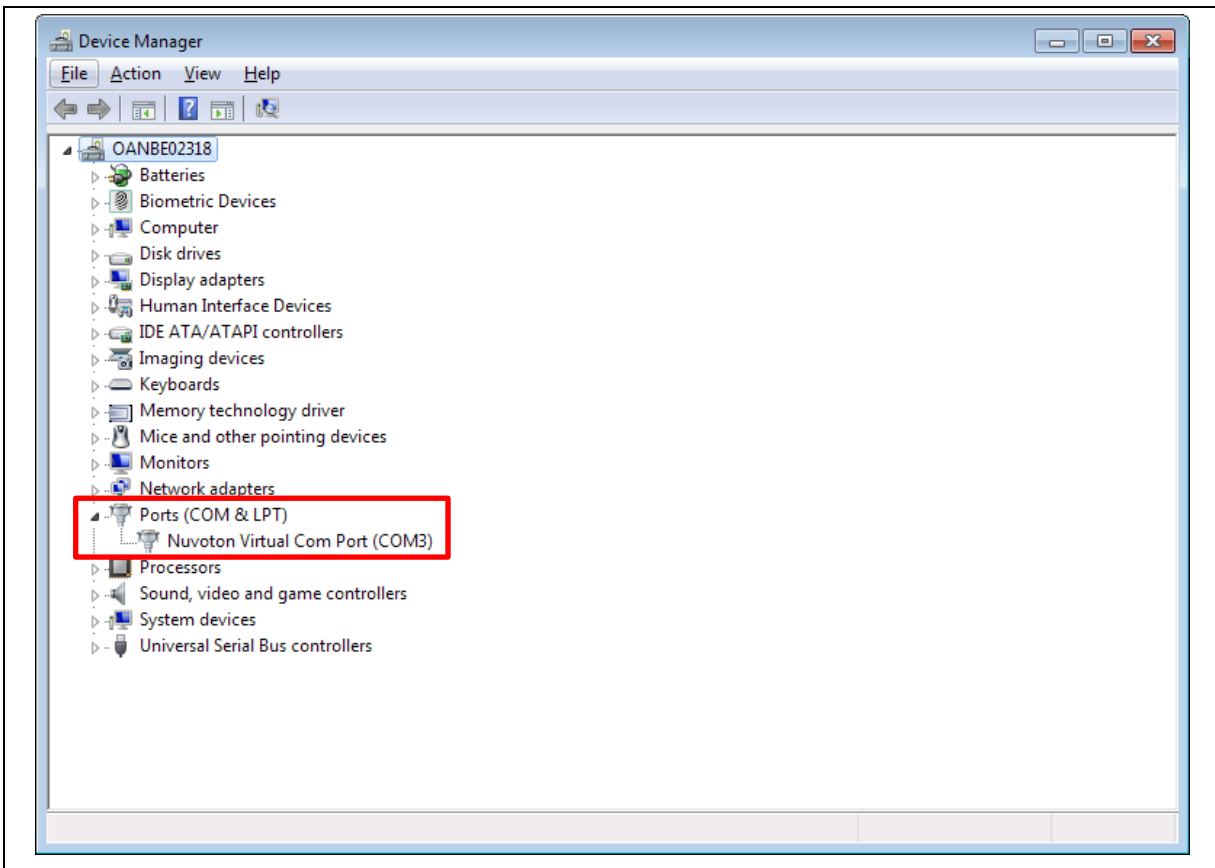 Device Manager
File Action View Help
OANBE02318
Batteries
Biometric Devices
Computer
Disk drives
Display adapters
Human Interface Devices
IDE ATA/ATAPI controllers
Imaging devices
Keyboards
Memory technology driver
Mice and other pointing devices
Monitors
Network adapters
Ports (COM & LPT)
Nuvoton Virtual Com Port (COM3)
Processors
Sound, video and game controllers
System devices
Universal Serial Bus controllers